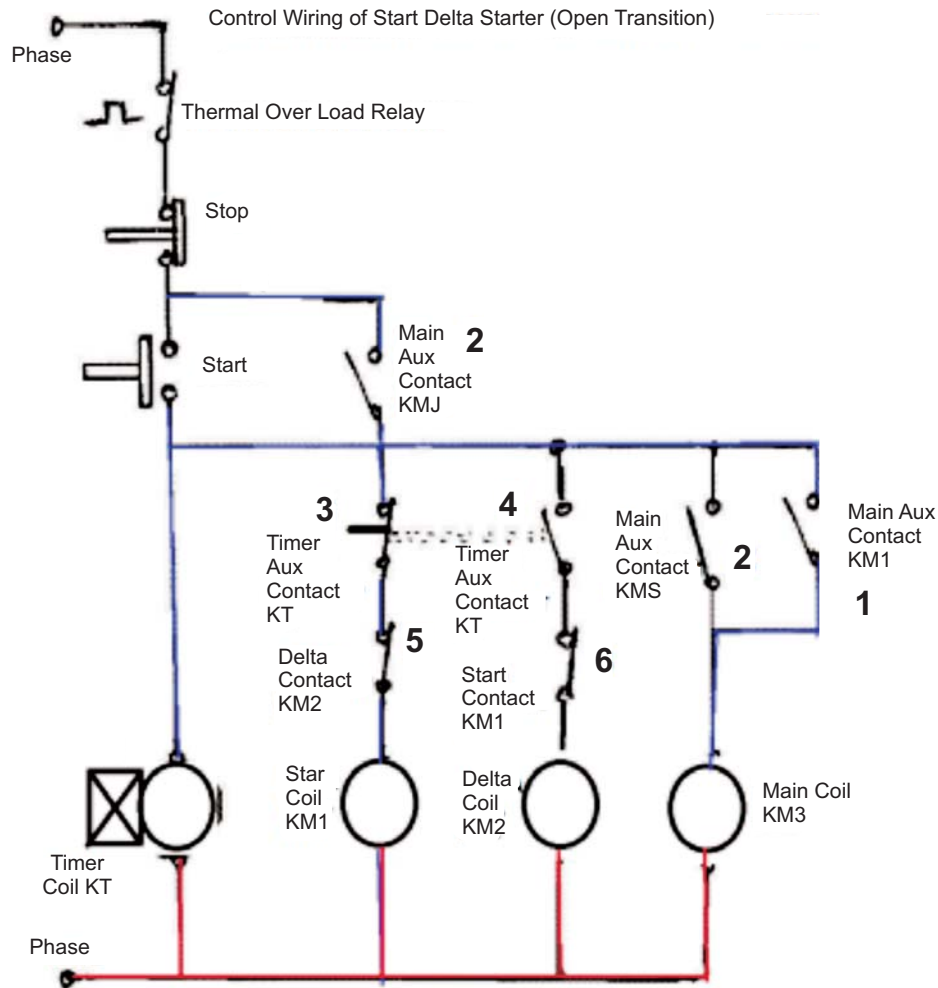 Control Wiring of Start Delta Starter (Open Transition)
Phase
Thermal Over Load Relay
Stop
Start
Main
Aux
Contact
KMJ
2
3
Timer
Aux
Contact
KT
4
Timer
Aux
Contact
KT
Main
Aux
Contact
KMS
2
Main Aux
Contact
KM1
1
5
Delta
Contact
KM2
6
Start
Contact
KM1
Star
Coil
KM1
Delta
Coil
KM2
Main Coil
KM3
Timer
Coil KT
Phase